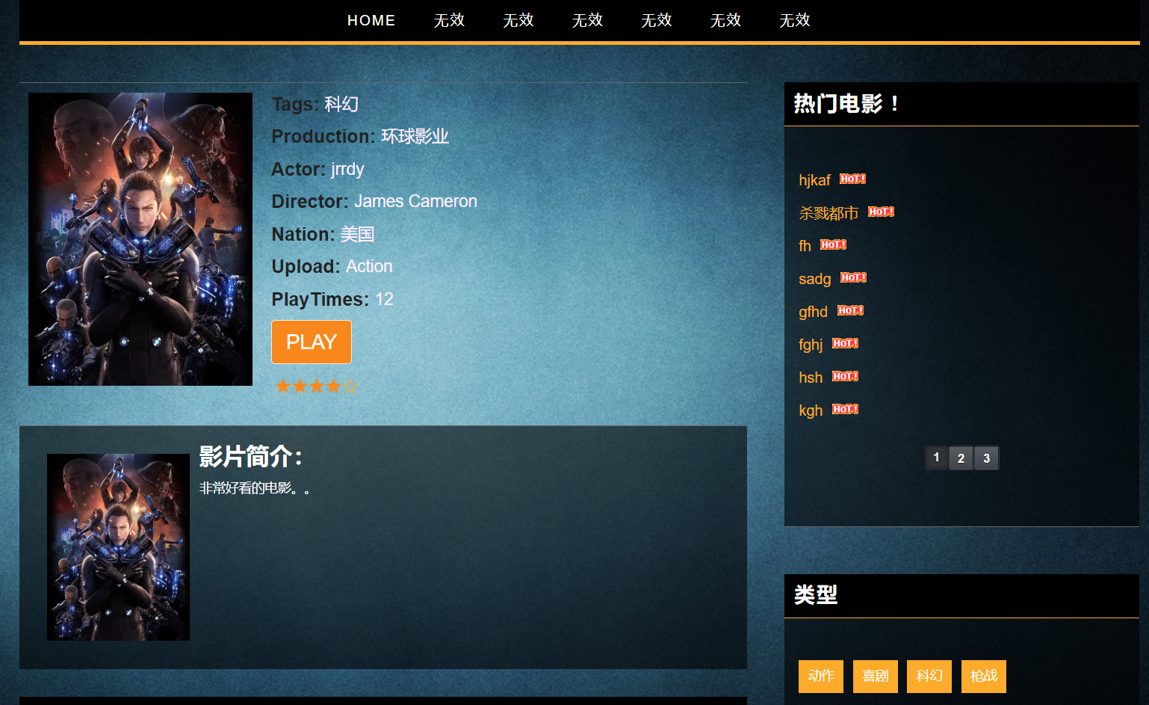 HOME 无效 无效 无效 无效 无效 无效
Tags: 科幻
Production: 环球影业
Actor: jrrdy
Director: James Cameron
Nation: 美国
Upload: Action
PlayTimes: 12
PLAY
★★★★☆
影片简介:
非常好看的电影。。
热门电影！
hjkaf HoT!
杀戮都市 HoT!
fh HoT!
sadg HoT!
gfhd HoT!
fghj HoT!
hsh HoT!
kgh HoT!
1 2 3
类型
动作 喜剧 科幻 枪战